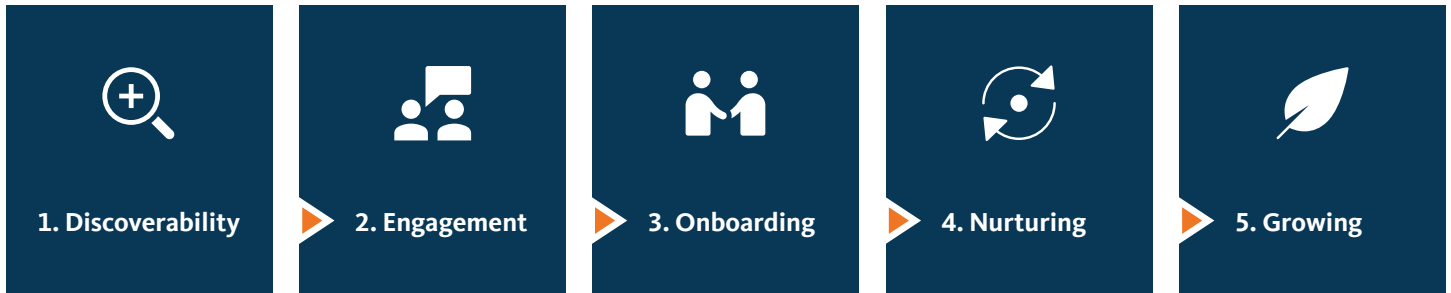 1. Discoverability
2. Engagement
3. Onboarding
4. Nurturing
5. Growing